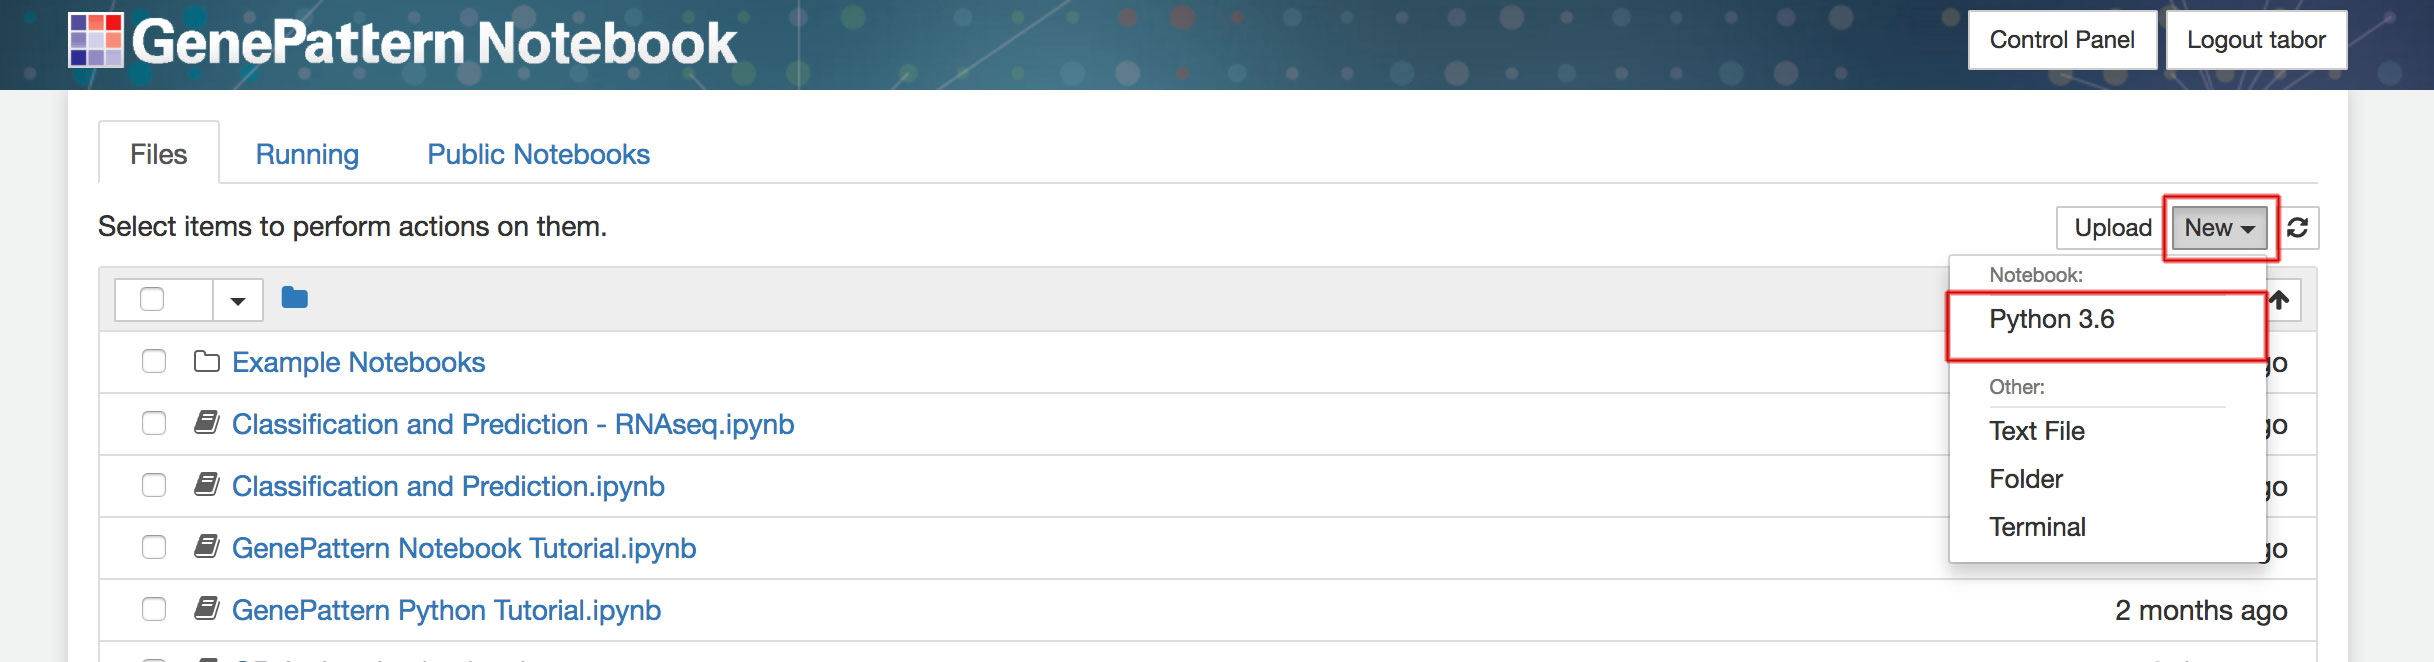 GenePattern Notebook
Control Panel
Logout tabor
Files
Running
Public Notebooks
Select items to perform actions on them.
Upload
New
Notebook:
Python 3.6
Other:
Text File
Folder
Terminal
Example Notebooks
go
Classification and Prediction - RNAseq.ipynb
go
Classification and Prediction.ipynb
go
GenePattern Notebook Tutorial.ipynb
go
GenePattern Python Tutorial.ipynb
2 months ago